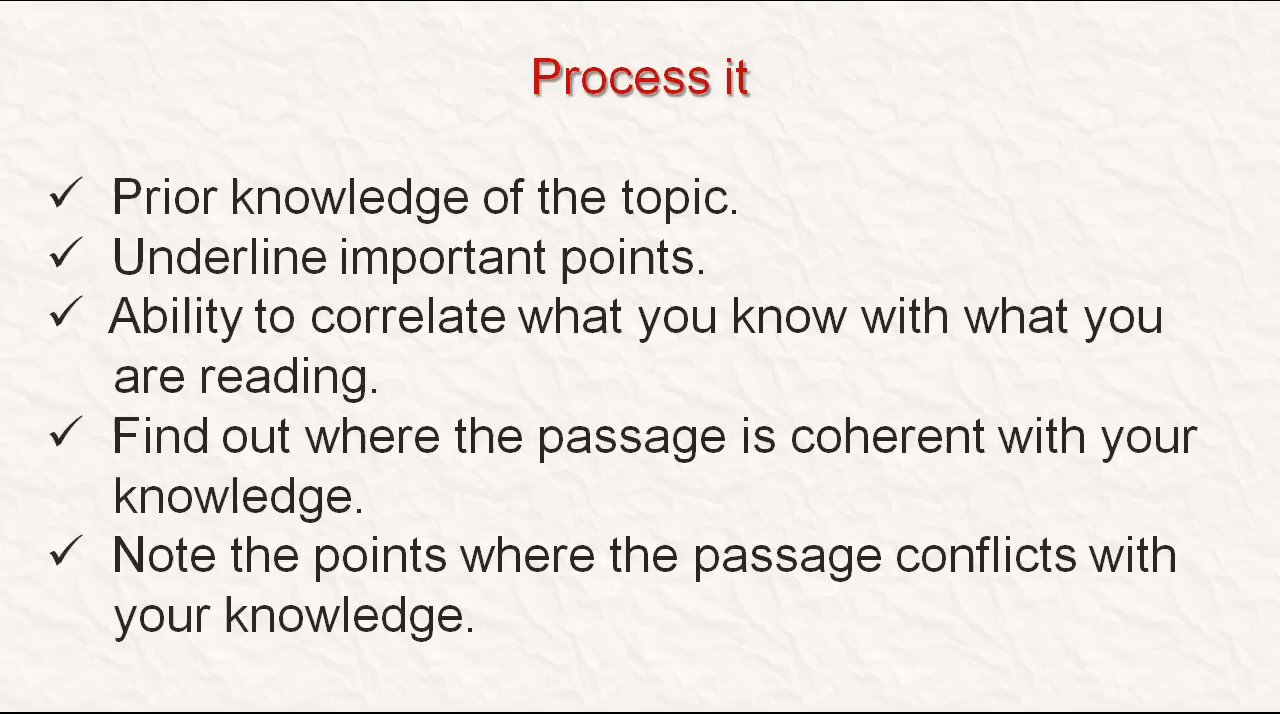 Process it
✓ Prior knowledge of the topic.
✓ Underline important points.
✓ Ability to correlate what you know with what you
are reading.
✓ Find out where the passage is coherent with your
knowledge.
✓ Note the points where the passage conflicts with
your knowledge.